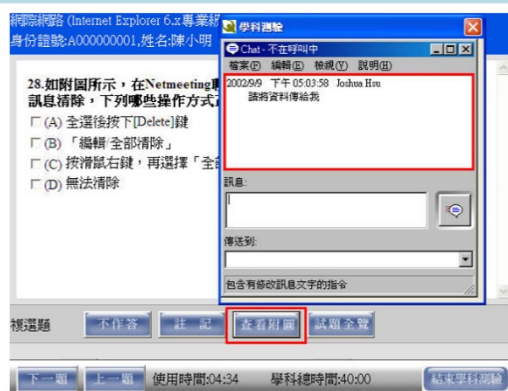 網際網路 (Internet Explorer 6.x專業級
身份證號:A000000001,姓名:陳小明
28.如附圖所示，在Netmeeting聊
訊息清除，下列哪些操作方式正
(A) 全選後按下[Delete]鍵
(B) 「編輯/全部清除」
(C) 按滑鼠右鍵，再選擇「全部
(D) 無法清除
學科測驗
Chat - 不在呼叫中
檔案(F) 編輯(E) 檢視(V) 說明(H)
2002/9/9 下午 05:03:58 Joshua Hsu
請將資料傳給我
訊息:
傳送到:
包含有修改訊息文字的指令
複選題
不作答
註 記
查看附圖
試題全覽
下一題
上一題
使用時間:04:34
學科總時間:40:00
結束學科測驗